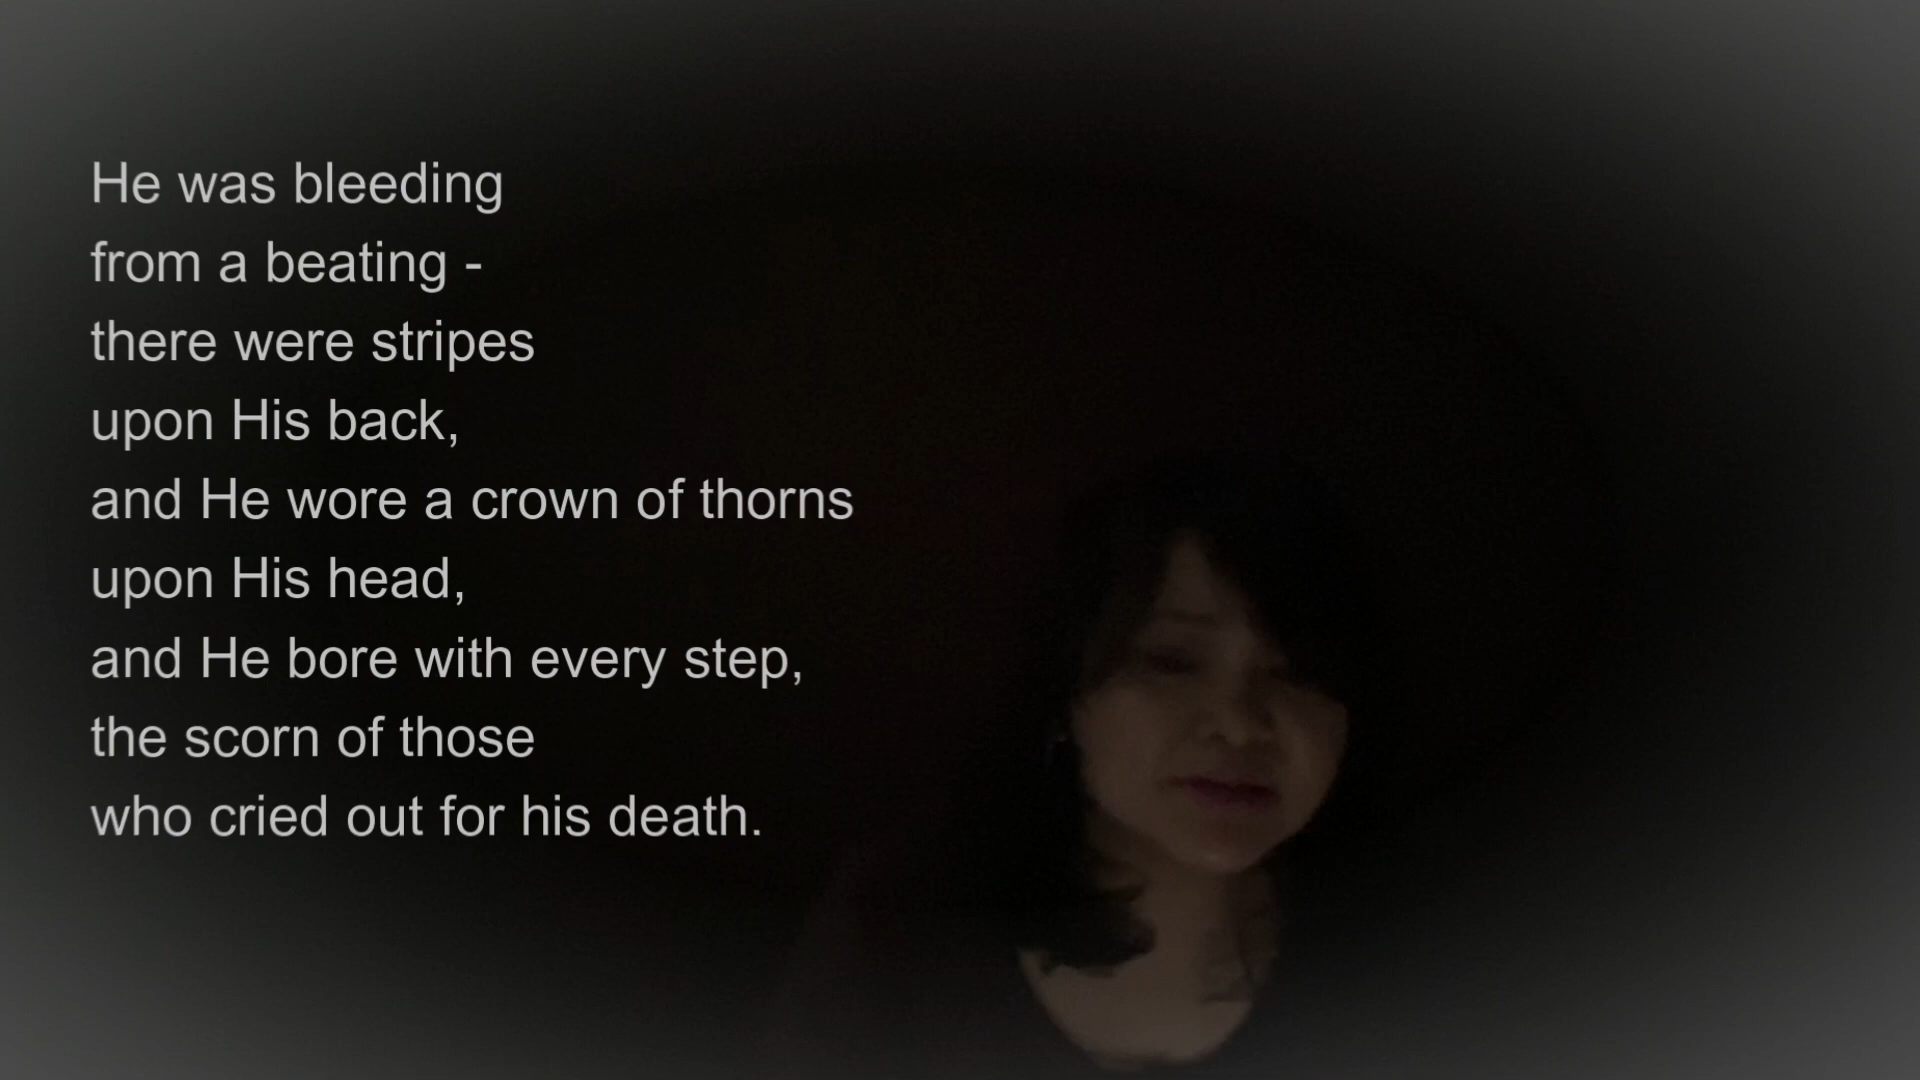 He was bleeding
from a beating -
there were stripes
upon His back,
and He wore a crown of thorns
upon His head,
and He bore with every step,
the scorn of those
who cried out for his death.